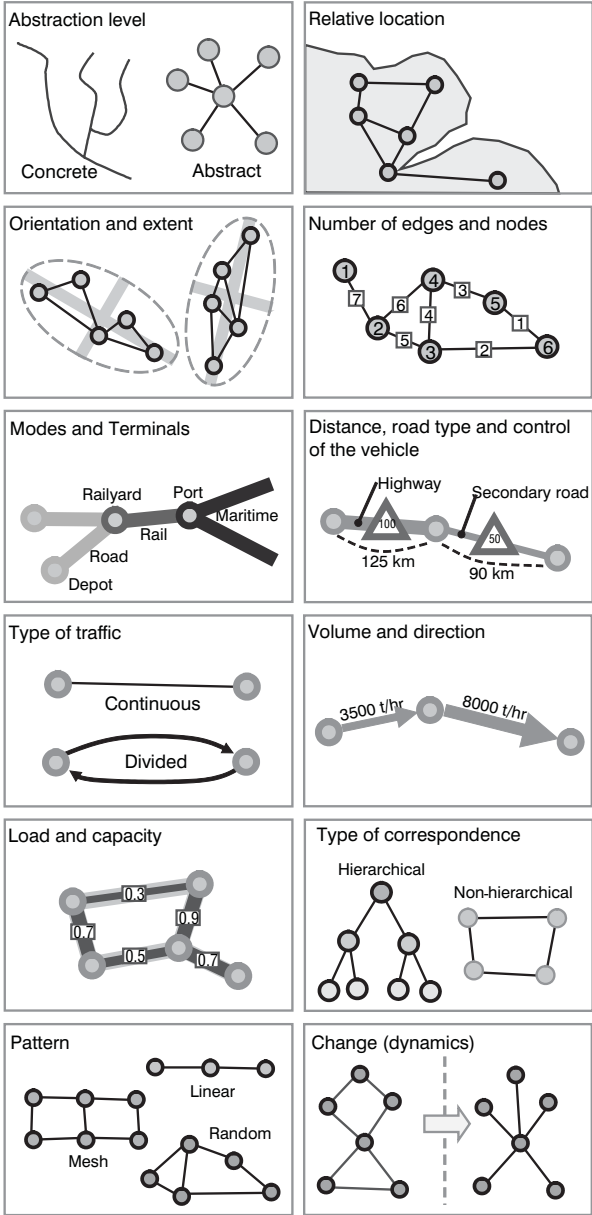 Abstraction level
Concrete
Abstract
Relative location
Orientation and extent
Number of edges and nodes
1
7
2
6
4
3
5
4
5
3
1
2
6
Modes and Terminals
Railyard
Port
Maritime
Rail
Road
Depot
Distance, road type and control
of the vehicle
Highway
Secondary road
100
50
125 km
90 km
Type of traffic
Continuous
Divided
Volume and direction
3500 t/hr
8000 t/hr
Load and capacity
0.3
0.7
0.9
0.5
0.7
Type of correspondence
Hierarchical
Non-hierarchical
Pattern
Linear
Mesh
Random
Change (dynamics)